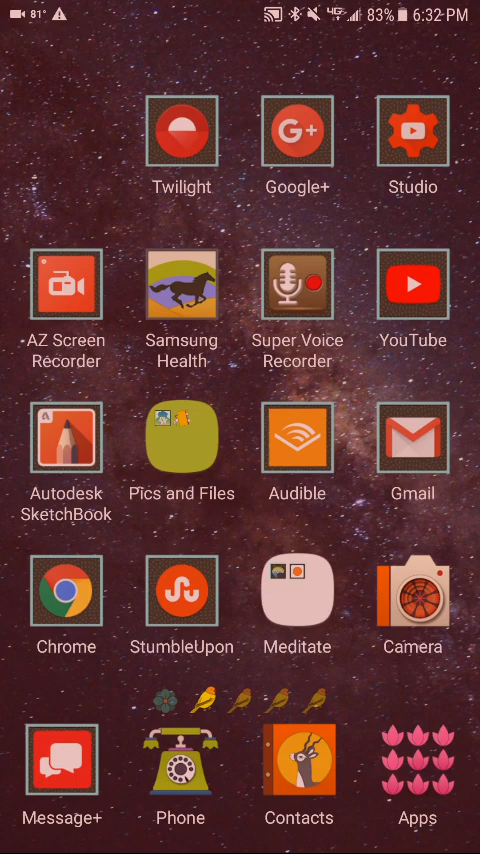 81° 4G 83% 6:32 PM
Twilight Google+ Studio
AZ Screen Recorder Samsung Health Super Voice Recorder YouTube
Autodesk SketchBook Pics and Files Audible Gmail
Chrome StumbleUpon Meditate Camera
Message+ Phone Contacts Apps